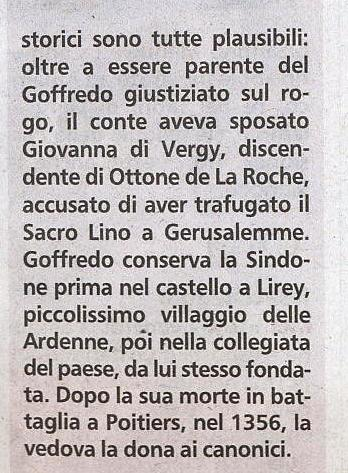 storici sono tutte plausibili:
oltre a essere parente del
Goffredo giustiziato sul ro-
go, il conte aveva sposato
Giovanna di Vergy, discen-
dente di Ottone de La Roche,
accusato di aver trafugato il
Sacro Lino a Gerusalemme.
Goffredo conserva la Sindo-
ne prima nel castello a Lirey,
piccolissimo villaggio delle
Ardenne, poi nella collegiata
del paese, da lui stesso fonda-
ta. Dopo la sua morte in bat-
taglia a Poitiers, nel 1356, la
vedova la dona ai canonici.